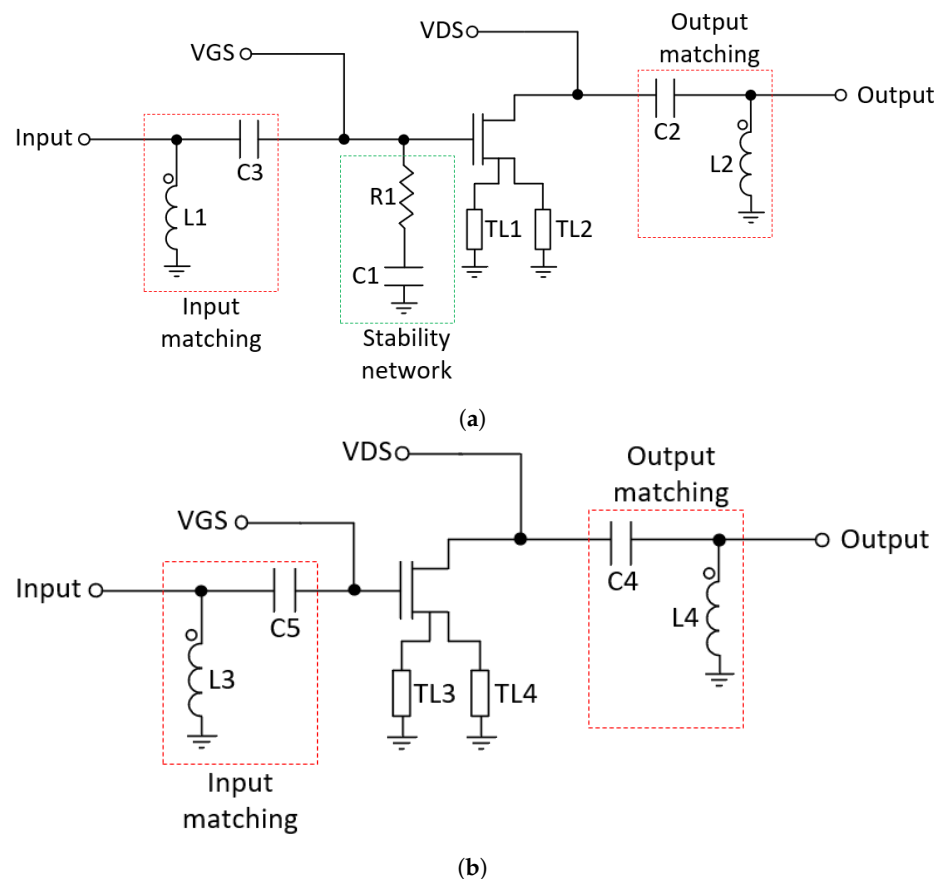 Output
matching
VDS
VGS
Output
C2
Input
C3
L2
R1
L1
TL1
TL2
C1
Input
matching
Stability
network
(a)
Output
matching
VDS
VGS
Output
C4
Input
C5
L4
L3
TL3
TL4
Input
matching
(b)